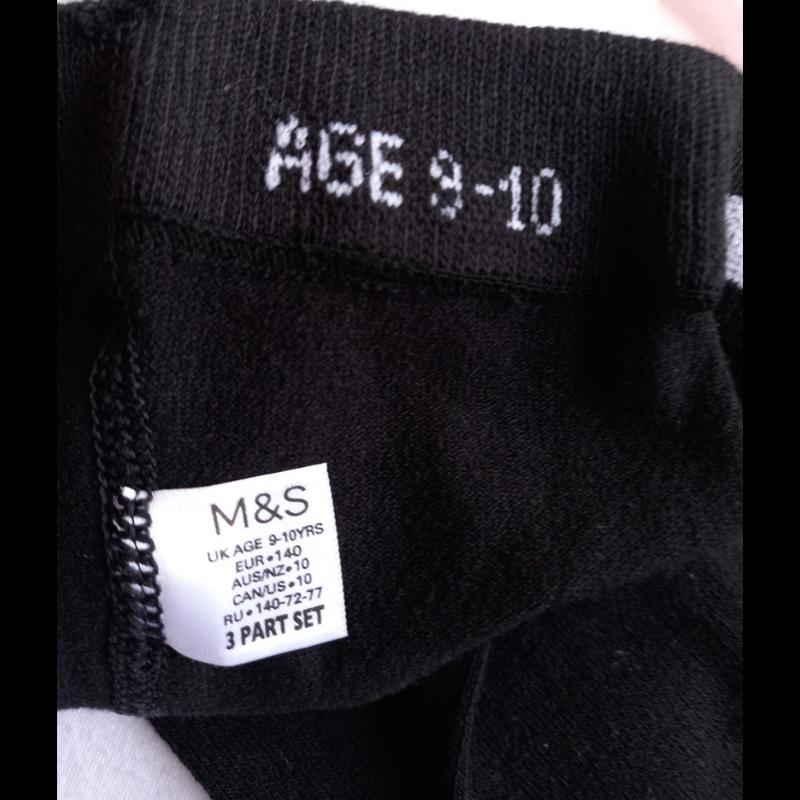 AGE 9-10
M&S
UK AGE 9-10YRS
EUR•140
AUS/NZ•10
CAN/US•10
RU•140-72-77
3 PART SET